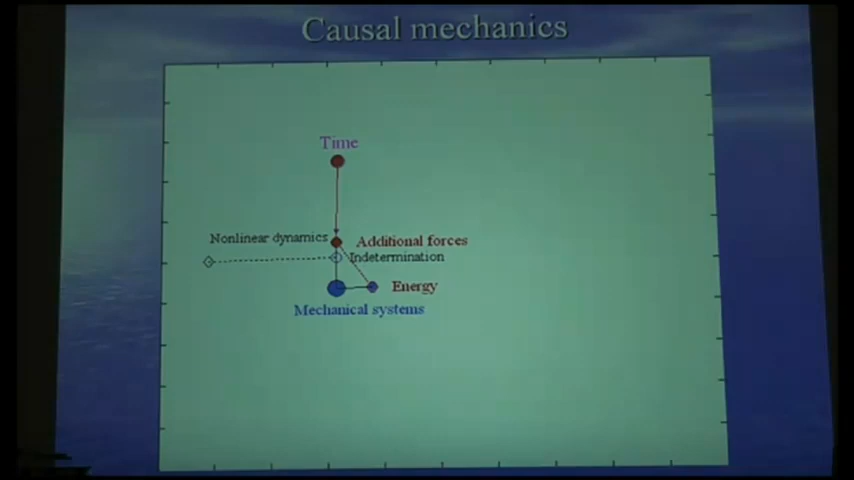 Causal mechanics
Time
Nonlinear dynamics
Additional forces
Indetermination
Energy
Mechanical systems